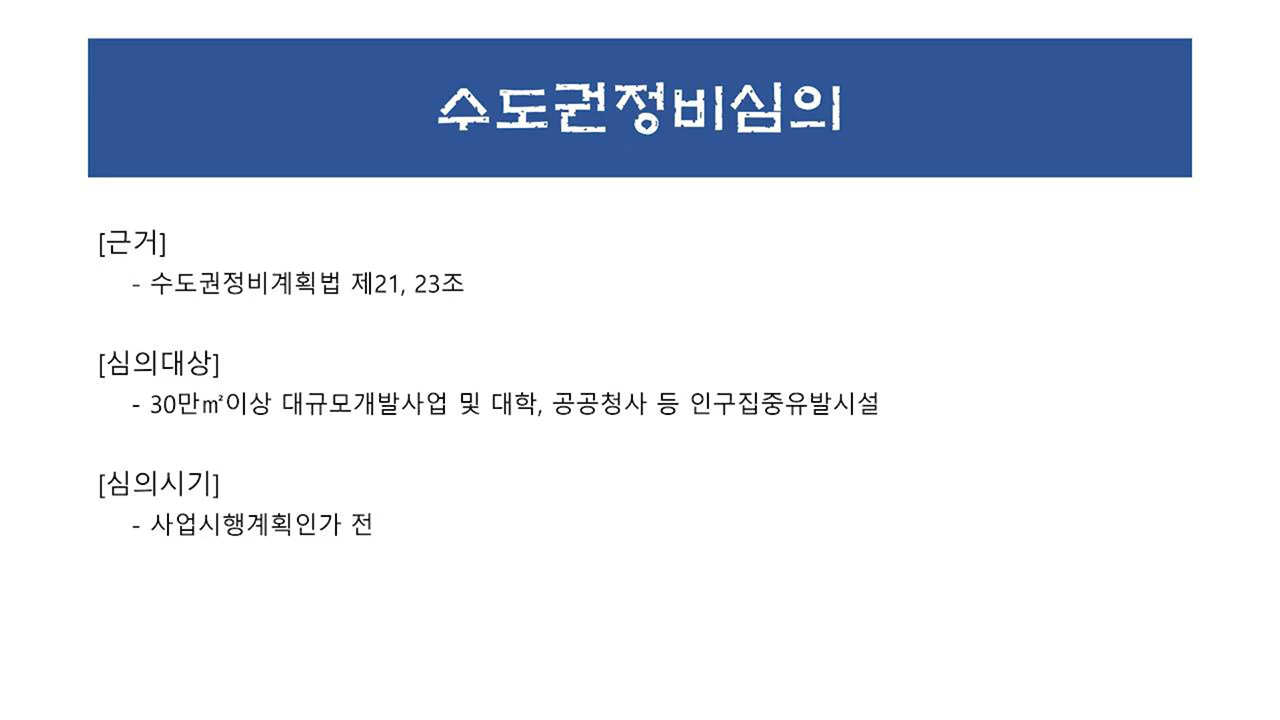 수도권정비심의
[근거]
- 수도권정비계획법 제21, 23조
[심의대상]
- 30만㎡이상 대규모개발사업 및 대학, 공공청사 등 인구집중유발시설
[심의시기]
- 사업시행계획인가 전